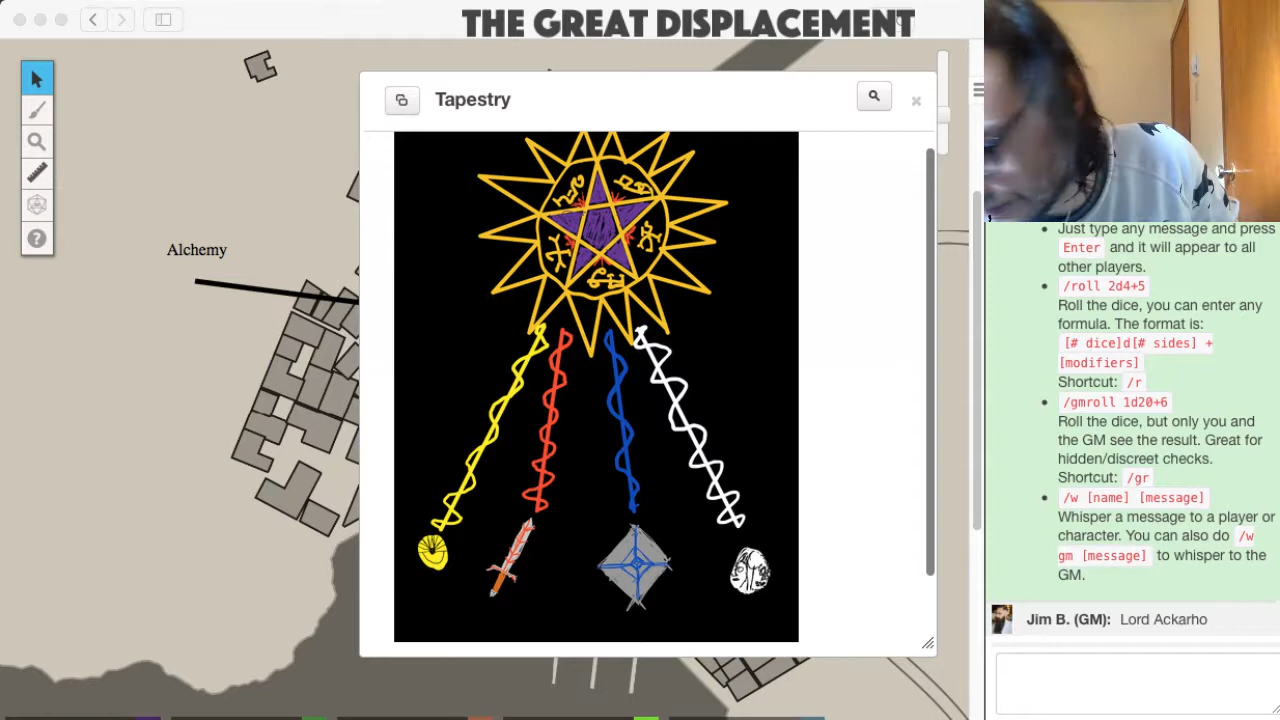 THE GREAT DISPLACEMENT
Tapestry
Alchemy
Just type any message and press
Enter and it will appear to all
other players.
/roll 2d4+5
Roll the dice, you can enter any
formula. The format is:
[# dice]d[# sides] +
[modifiers]
Shortcut: /r
/gmroll 1d20+6
Roll the dice, but only you and
the GM see the result. Great for
hidden/discreet checks.
Shortcut: /gr
/w [name] [message]
Whisper a message to a player or
character. You can also do /w
gm [message] to whisper to the
GM.
Jim B. (GM): Lord Ackarho